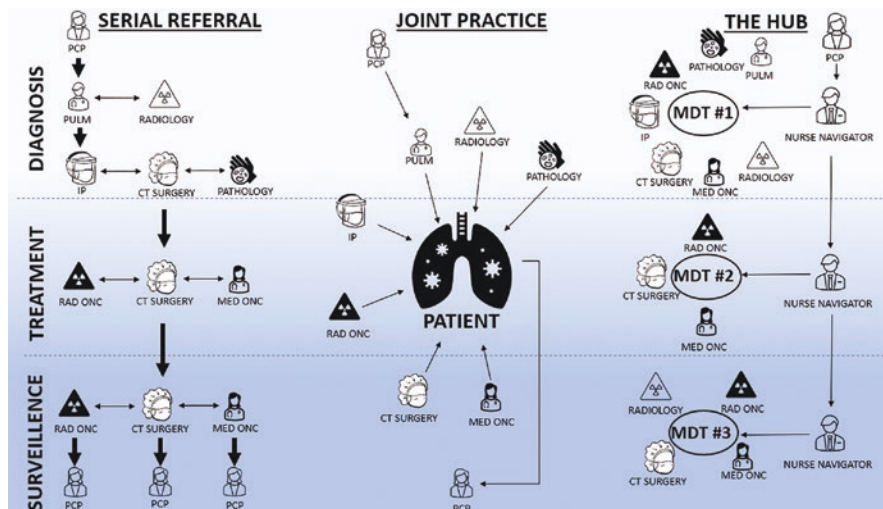 SERIAL REFERRAL
JOINT PRACTICE
THE HUB
DIAGNOSIS
TREATMENT
SURVEILLENCE
PCP
PULM
RADIOLOGY
IP
CT SURGERY
PATHOLOGY
RAD ONC
CT SURGERY
MED ONC
RAD ONC
CT SURGERY
MED ONC
PCP
PCP
PCP
PCP
PULM
RADIOLOGY
PATHOLOGY
IP
RAD ONC
PATIENT
CT SURGERY
MED ONC
PCP
PATHOLOGY
PULM
PCP
RAD ONC
MDT #1
IP
NURSE NAVIGATOR
CT SURGERY
RADIOLOGY
MED ONC
RAD ONC
MDT #2
CT SURGERY
NURSE NAVIGATOR
MED ONC
RADIOLOGY
RAD ONC
MDT #3
NURSE NAVIGATOR
CT SURGERY
MED ONC